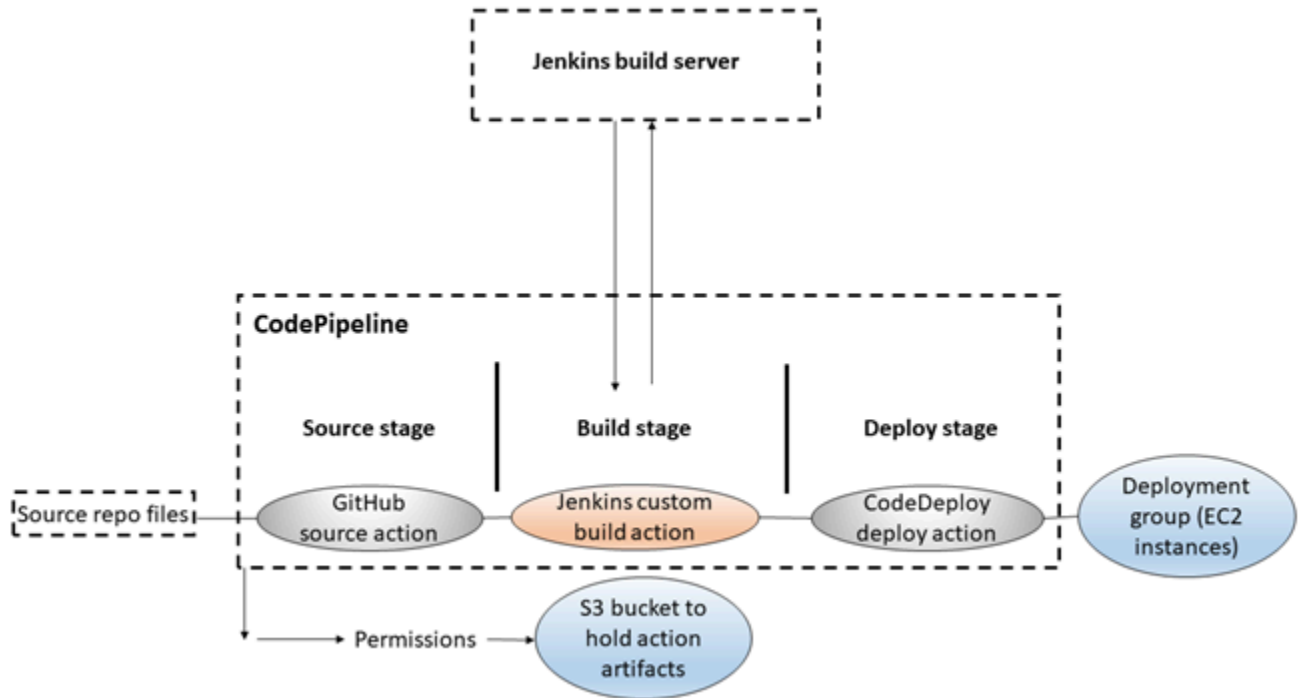 Jenkins build server
CodePipeline
Source stage
Build stage
Deploy stage
Source repo files
GitHub
source action
Jenkins custom
build action
CodeDeploy
deploy action
Deployment
group (EC2
instances)
Permissions
S3 bucket to
hold action
artifacts